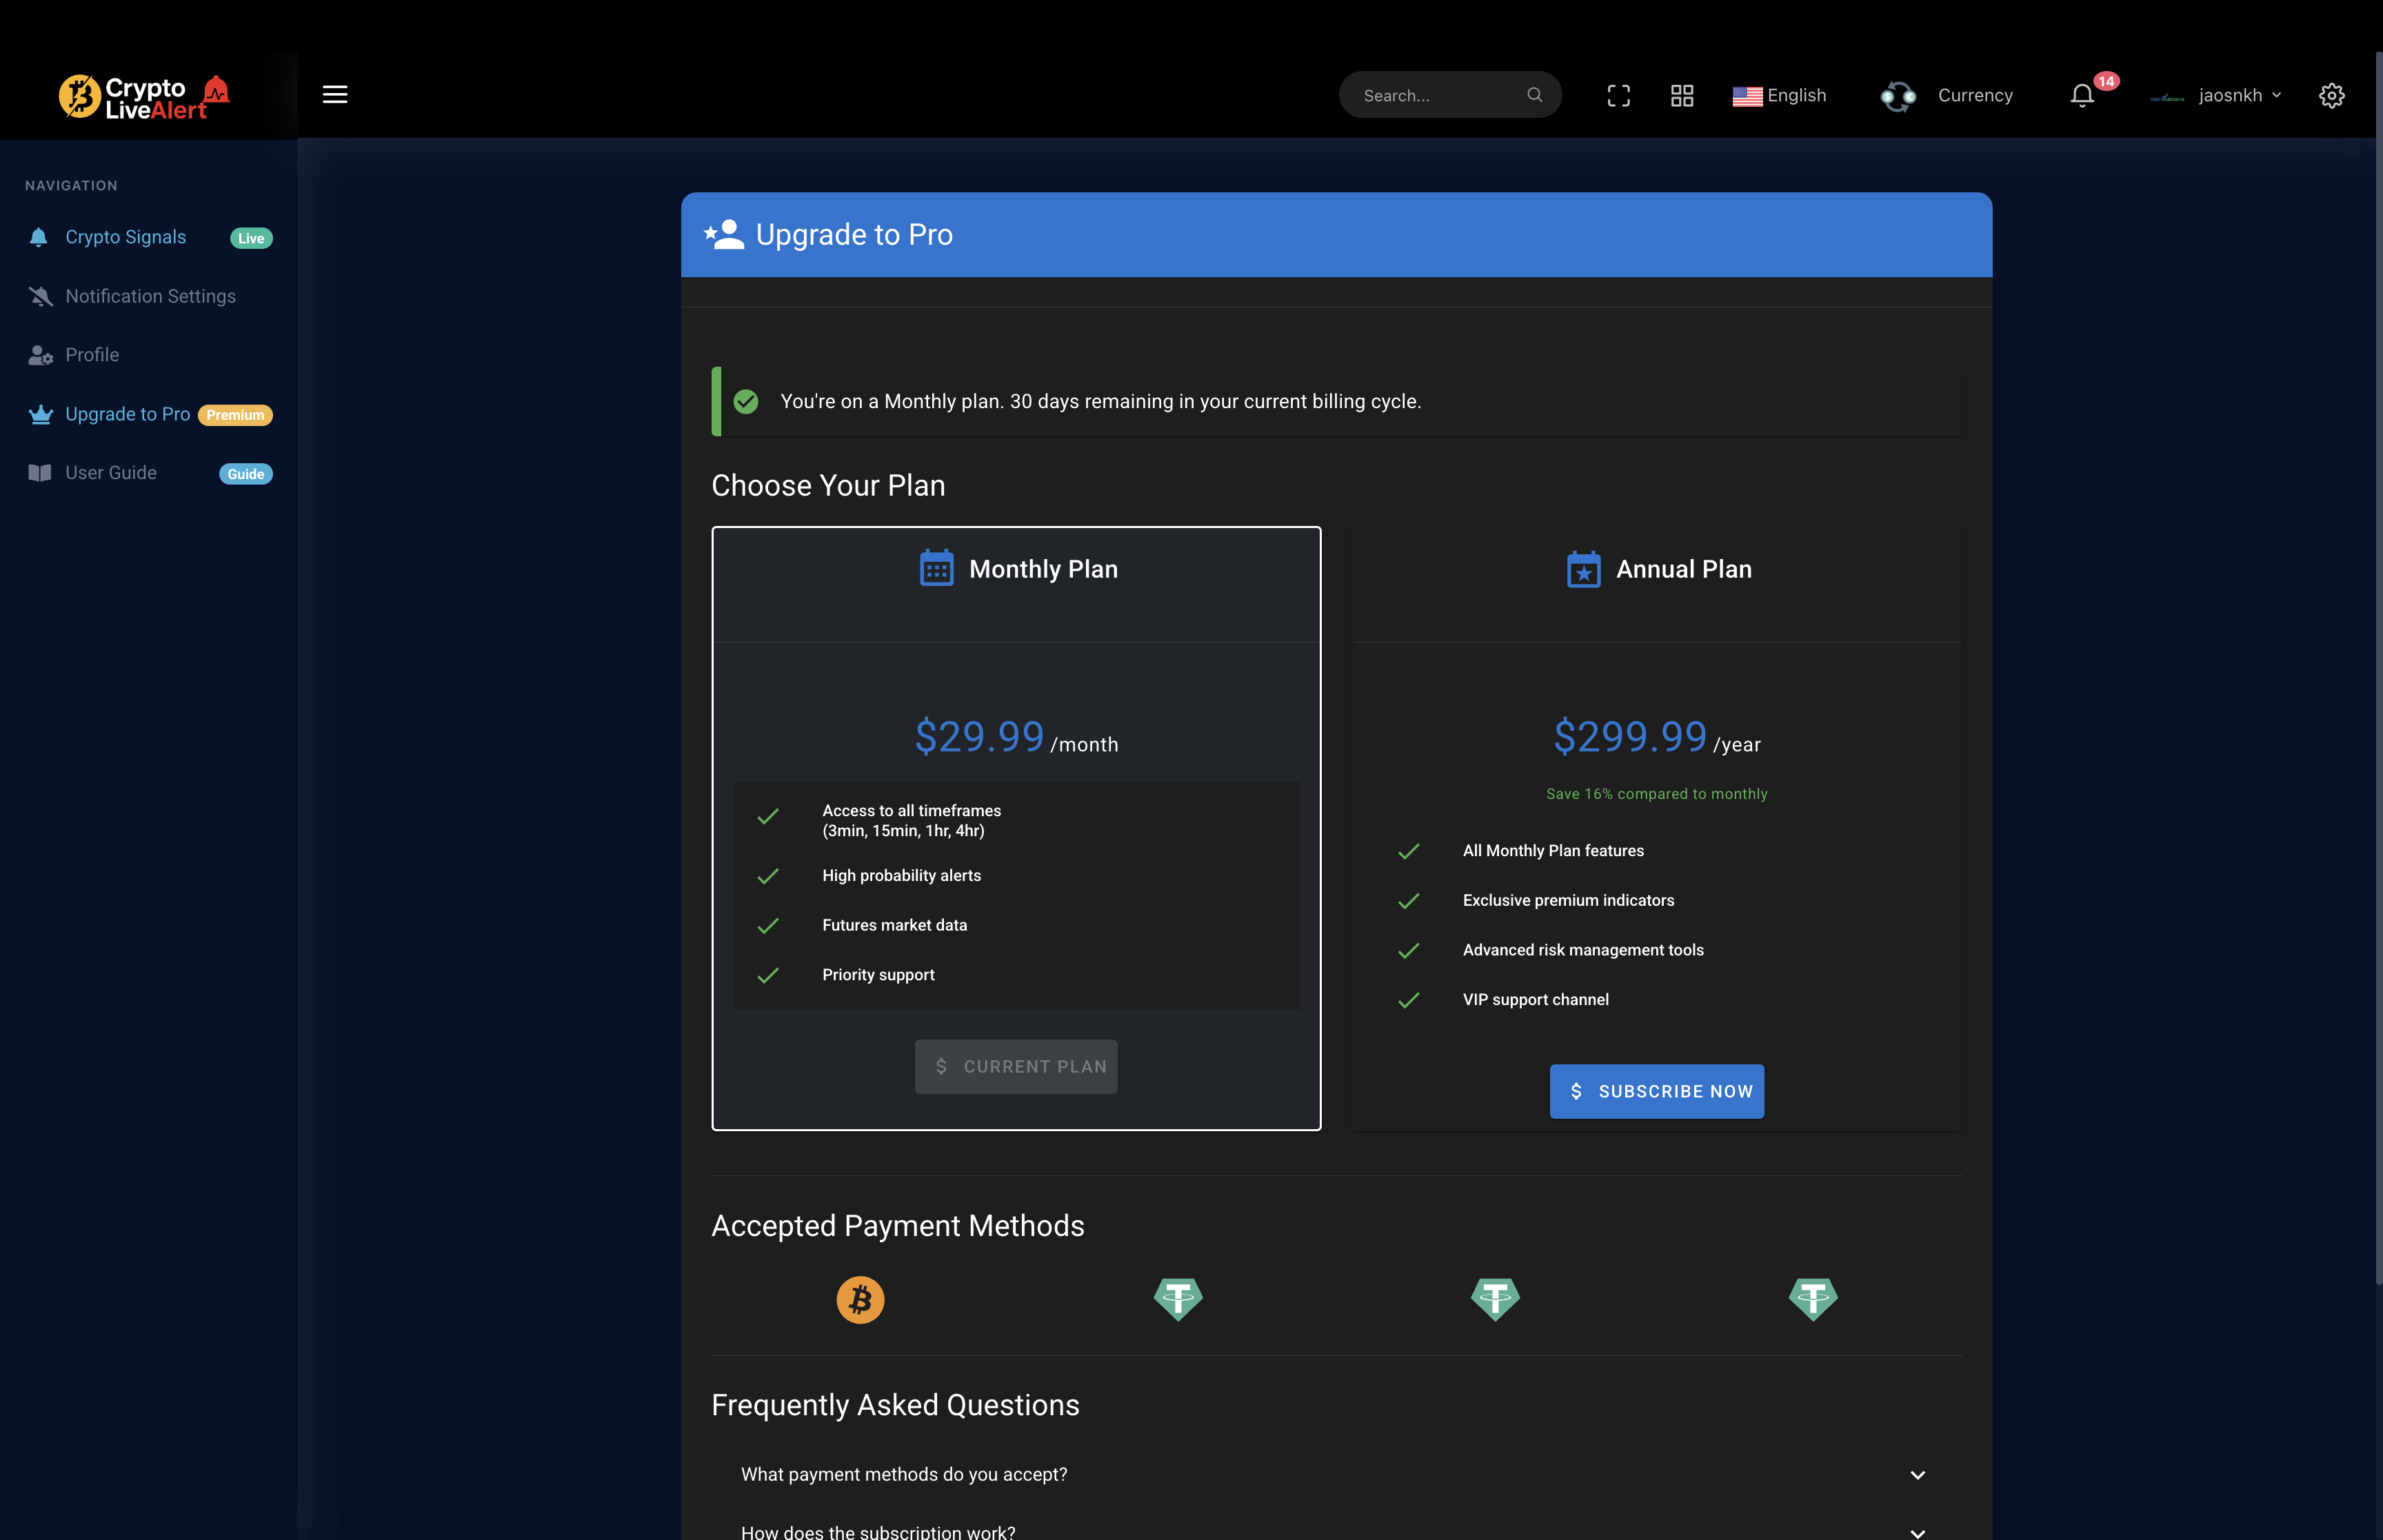 Crypto
LiveAlert
Search...
English
Currency
14
jaosnkh
NAVIGATION
Crypto Signals
Live
Notification Settings
Profile
Upgrade to Pro
Premium
User Guide
Guide
Upgrade to Pro
You're on a Monthly plan. 30 days remaining in your current billing cycle.
Choose Your Plan
Monthly Plan
$29.99 /month
Access to all timeframes
(3min, 15min, 1hr, 4hr)
High probability alerts
Futures market data
Priority support
$ CURRENT PLAN
Annual Plan
$299.99 /year
Save 16% compared to monthly
All Monthly Plan features
Exclusive premium indicators
Advanced risk management tools
VIP support channel
$ SUBSCRIBE NOW
Accepted Payment Methods
Frequently Asked Questions
What payment methods do you accept?
How does the subscription work?